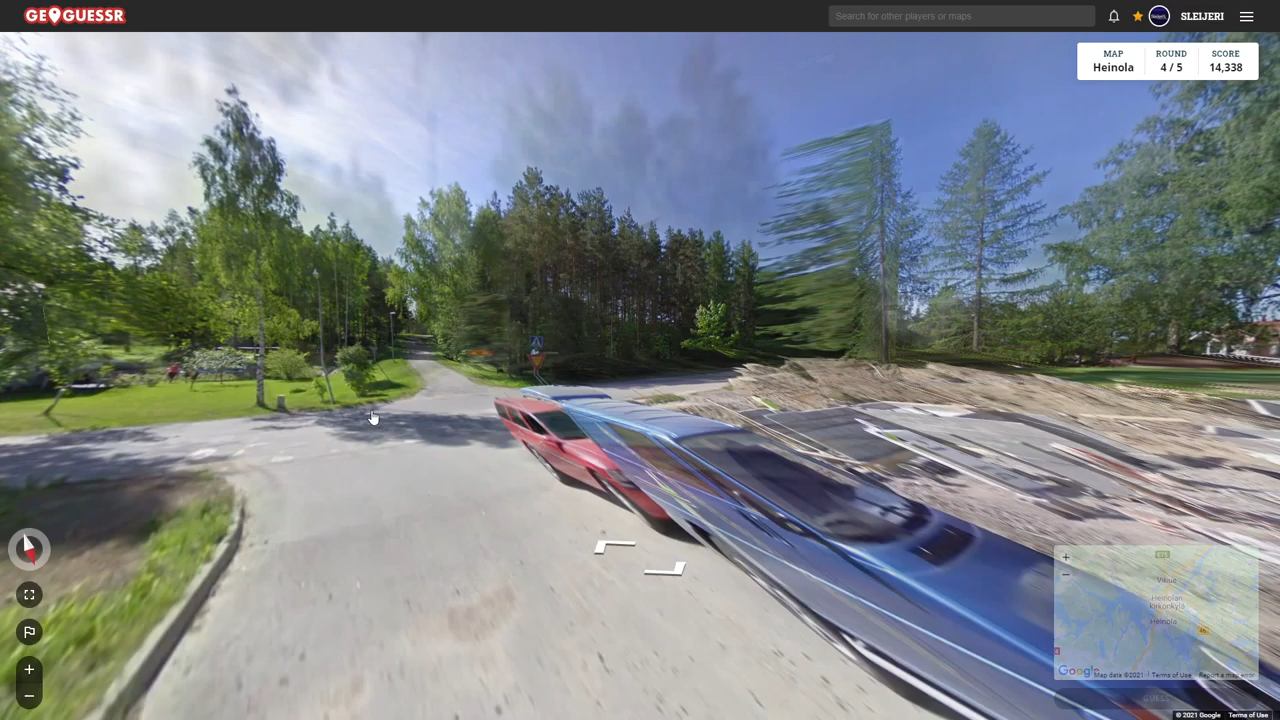 GEOGUESSR
Search for other players or maps
SLEIJERI
MAP
Heinola
ROUND
4 / 5
SCORE
14,338
+
−
+
−
Heinolan
kirkonkylä
Heinola
GUESS
Google
Map data ©2021
Terms of Use
Report a map error
© 2021 Google
Terms of Use